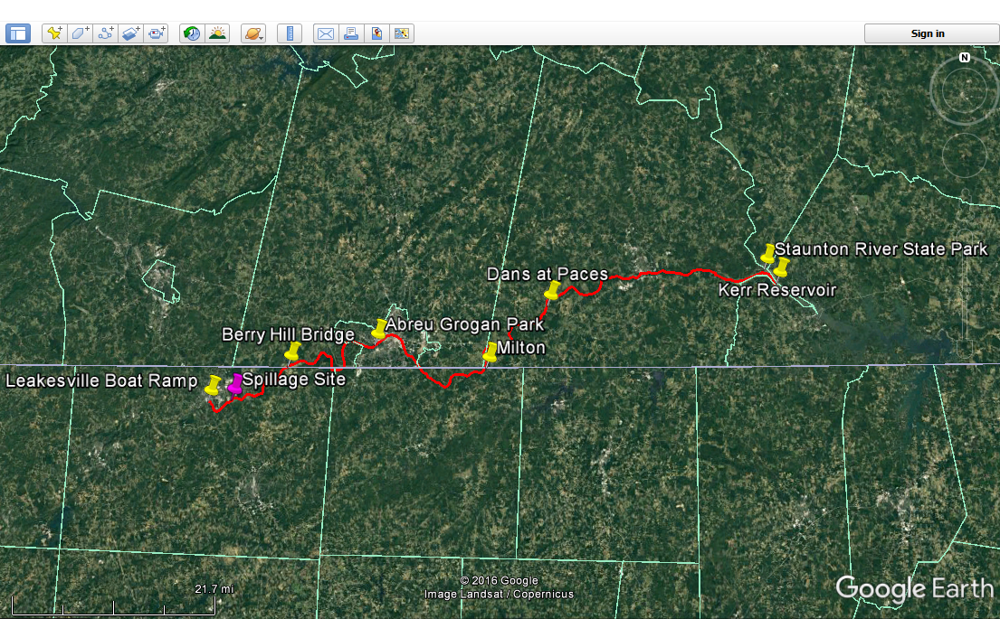 Sign in
N
Staunton River State Park
Dans at Paces
Kerr Reservoir
Abreu Grogan Park
Berry Hill Bridge
Milton
Leakesville Boat Ramp
Spillage Site
© 2016 Google
Image Landsat / Copernicus
21.7 mi
Google Earth